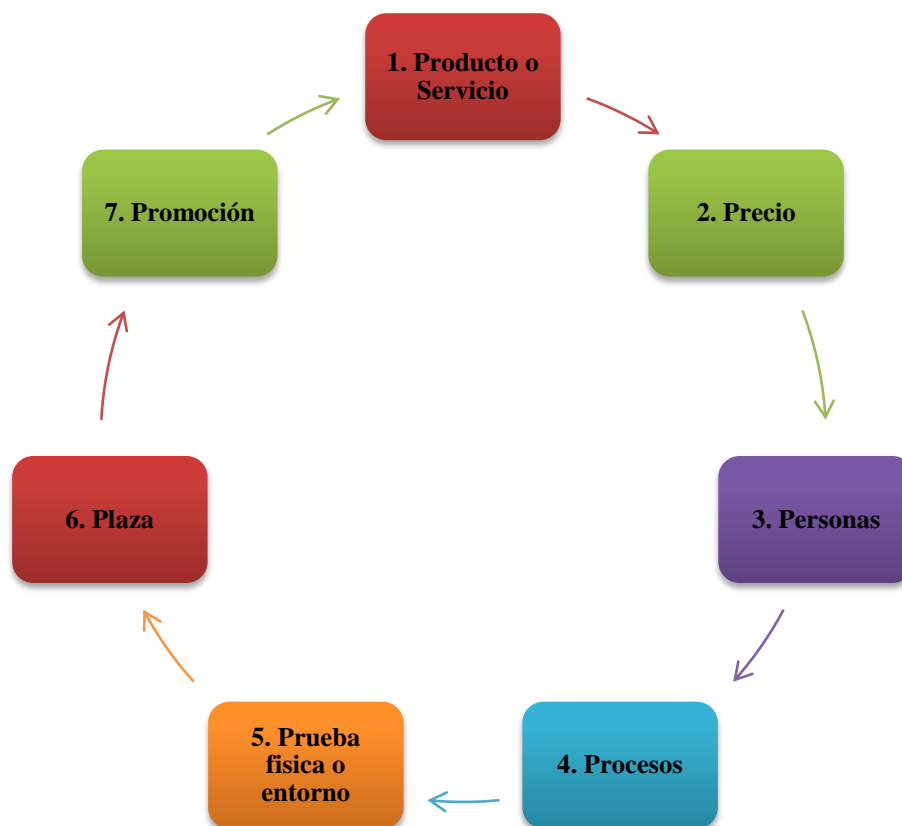 1. Producto o
Servicio
2. Precio
3. Personas
4. Procesos
5. Prueba
fisica o
entorno
6. Plaza
7. Promoción